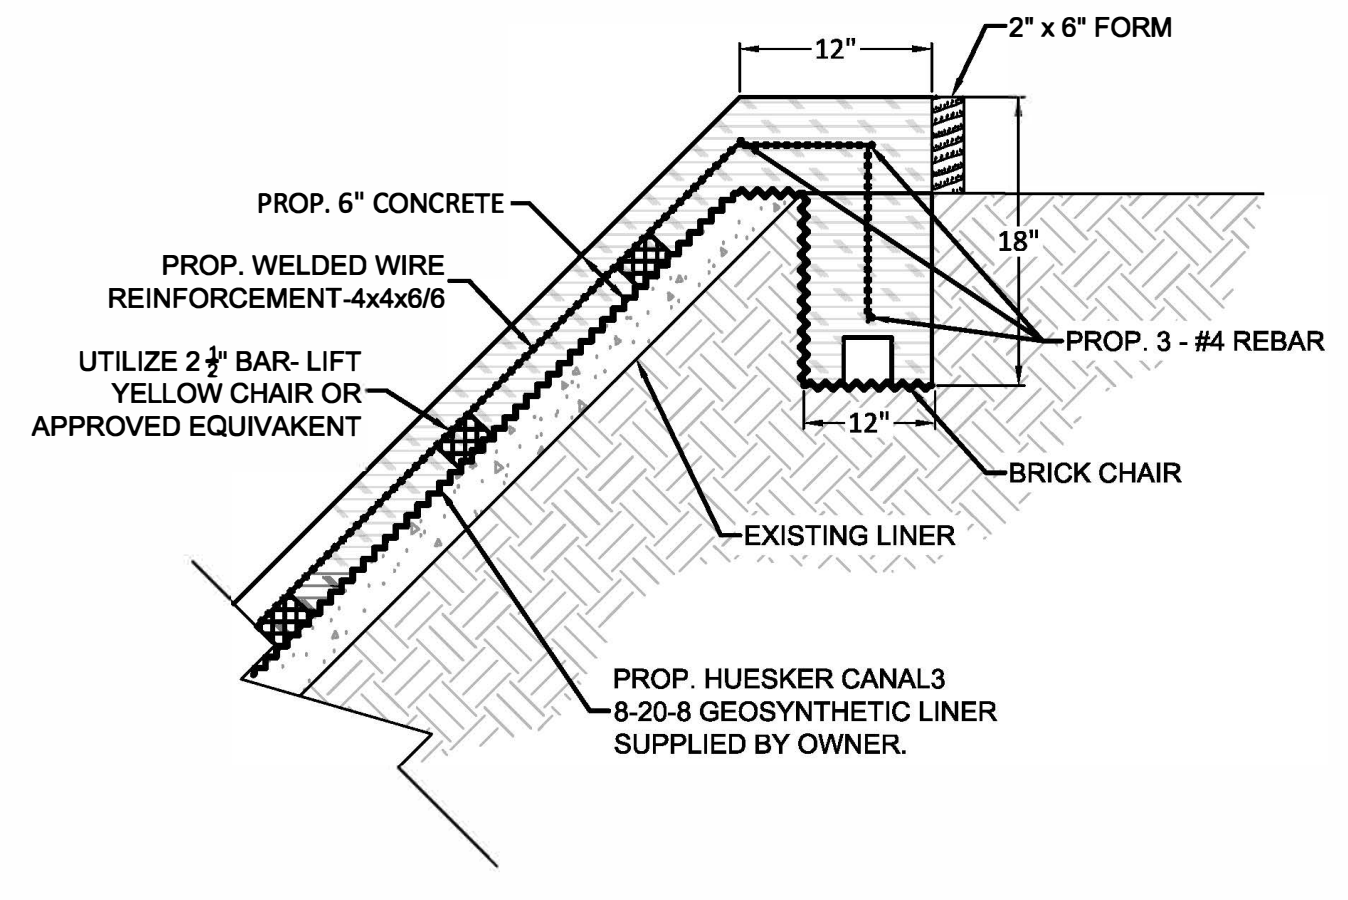 2" x 6" FORM
12"
PROP. 6" CONCRETE
PROP. WELDED WIRE
REINFORCEMENT-4x4x6/6
18"
PROP. 3 - #4 REBAR
UTILIZE 2 1/2" BAR- LIFT
YELLOW CHAIR OR
APPROVED EQUIVAKENT
12"
BRICK CHAIR
EXISTING LINER
PROP. HUESKER CANAL3
8-20-8 GEOSYNTHETIC LINER
SUPPLIED BY OWNER.